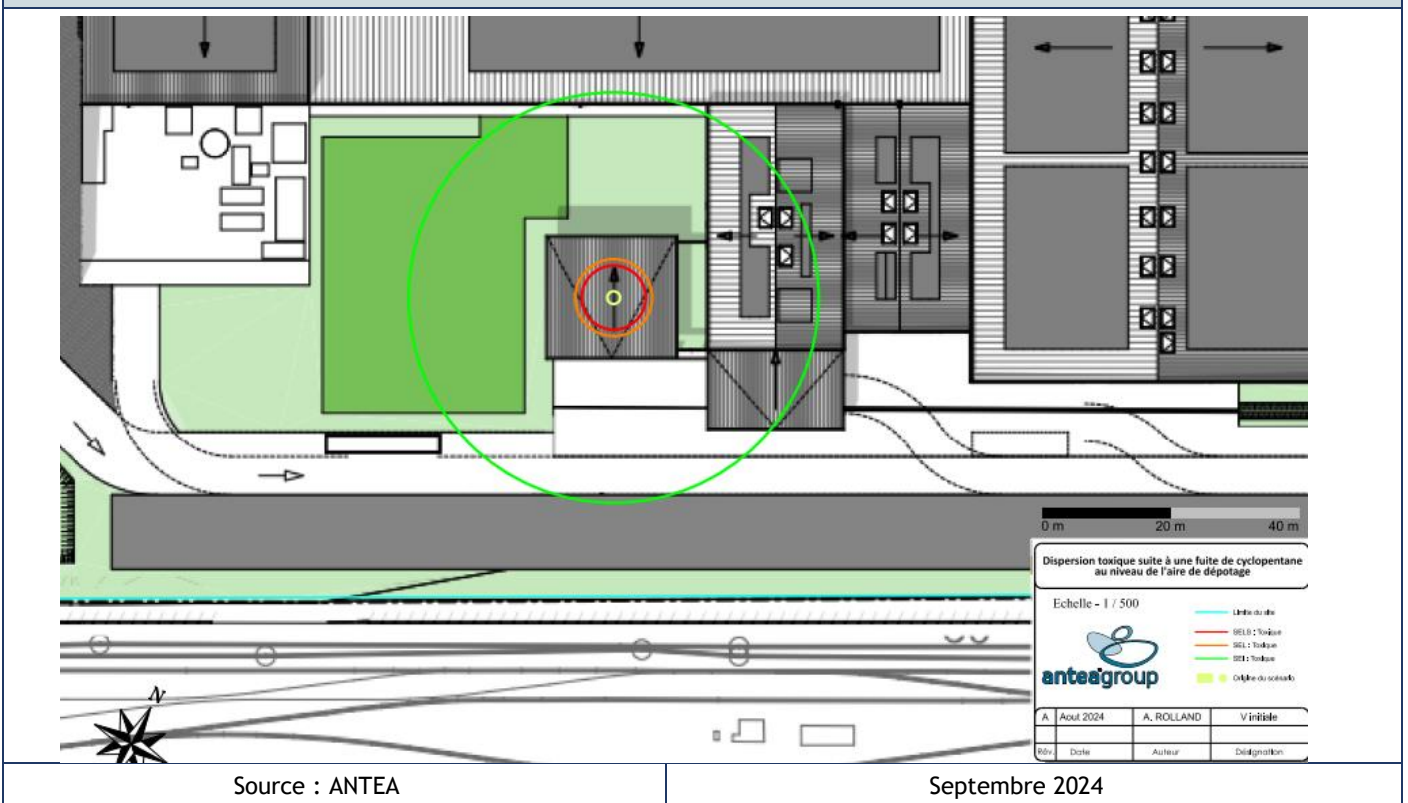 0 m 20 m 40 m
Dispersion toxique suite à une fuite de cyclopentane
au niveau de l'aire de dépotage
Echelle - 1 / 500
Limite du site
SELS : Toxique
SEL : Toxique
SEI : Toxique
Origine du scénario
anteagroup
A Aout 2024 A. ROLLAND V initiale
Rév. Date Auteur Désignation
N
Source : ANTEA Septembre 2024